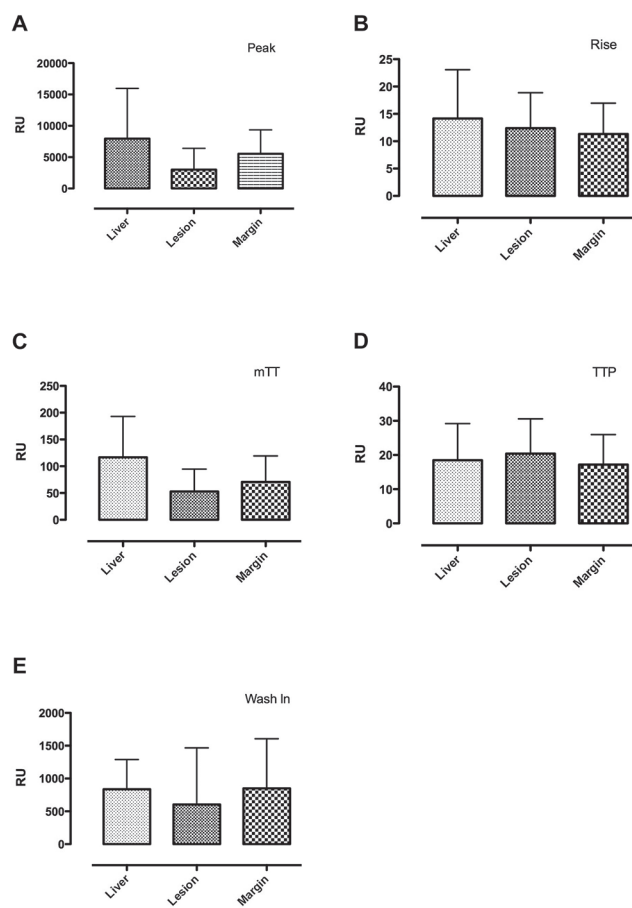 A
Peak
20000
15000
10000
5000
0
RU
Liver
Lesion
Margin
B
Rise
25
20
15
10
5
0
RU
Liver
Lesion
Margin
C
mTT
250
200
150
100
50
0
RU
Liver
Lesion
Margin
D
TTP
40
30
20
10
0
RU
Liver
Lesion
Margin
E
Wash In
2000
1500
1000
500
0
RU
Liver
Lesion
Margin